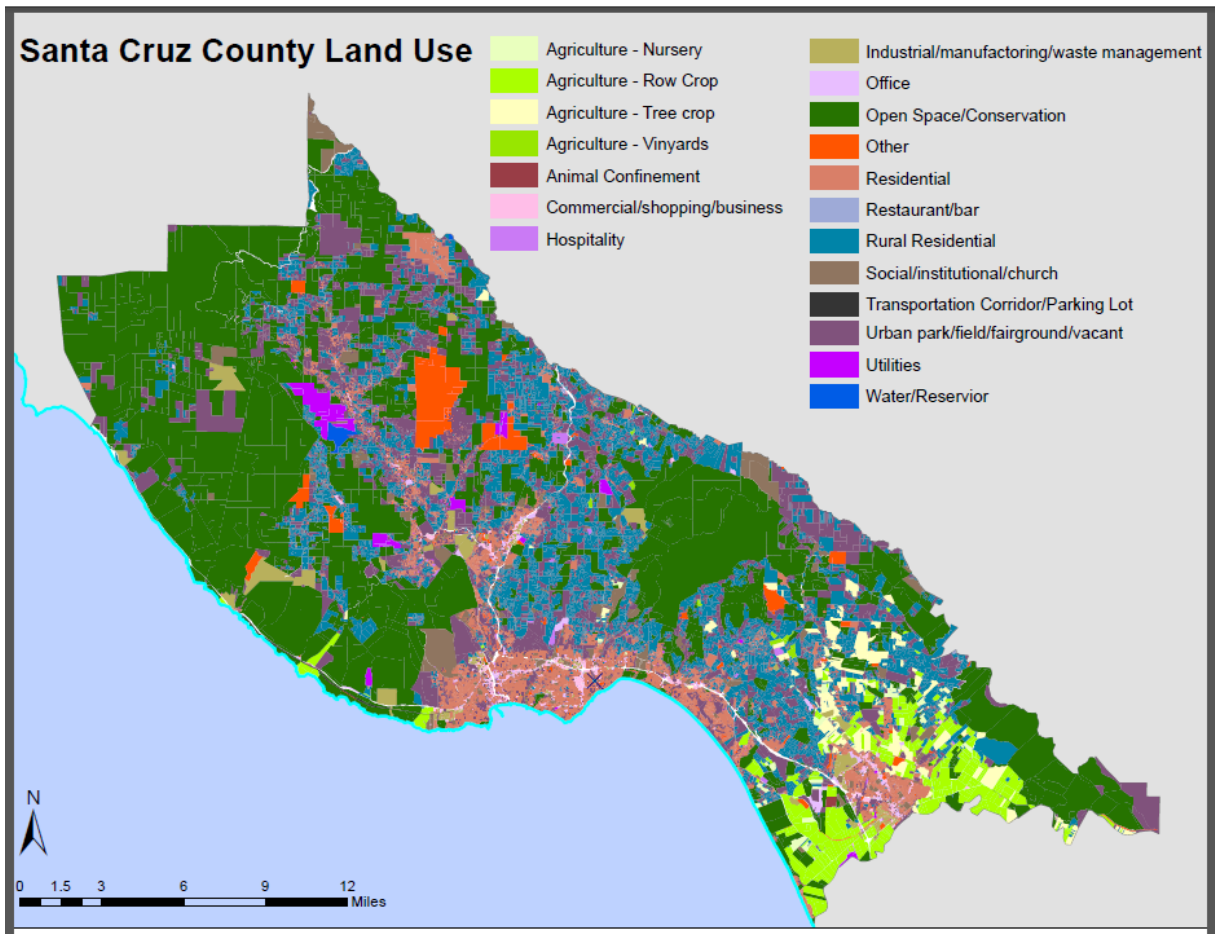 Santa Cruz County Land Use
Agriculture - Nursery
Agriculture - Row Crop
Agriculture - Tree crop
Agriculture - Vinyards
Animal Confinement
Commercial/shopping/business
Hospitality
Industrial/manufactoring/waste management
Office
Open Space/Conservation
Other
Residential
Restaurant/bar
Rural Residential
Social/institutional/church
Transportation Corridor/Parking Lot
Urban park/field/fairground/vacant
Utilities
Water/Reservior
N
0 1.5 3 6 9 12
Miles